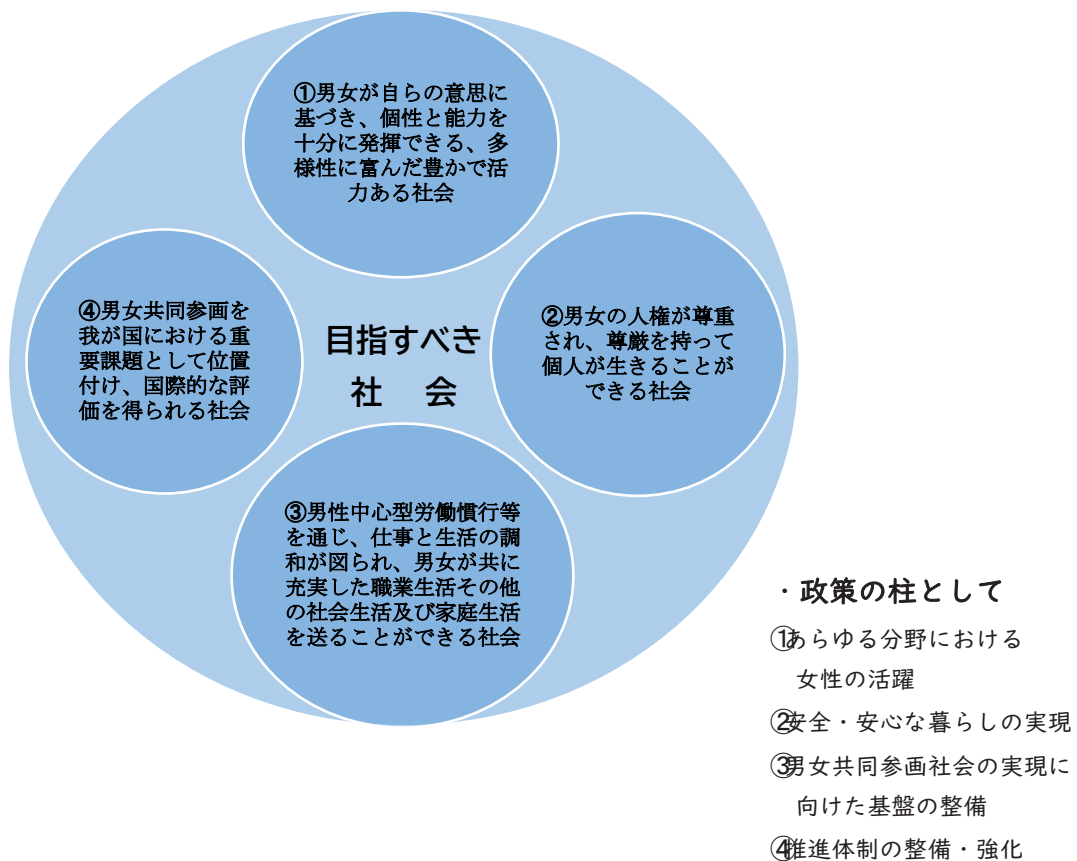 ①男女が自らの意思に
基づき、個性と能力を
十分に発揮できる、多
様性に富んだ豊かで活
力ある社会
②男女の人権が尊重
され、尊厳を持って
個人が生きることが
できる社会
③男性中心型労働慣行等
を通じ、仕事と生活の調
和が図られ、男女が共に
充実した職業生活その他
の社会生活及び家庭生活
を送ることができる社会
④男女共同参画を
我が国における重
要課題として位置
付け、国際的な評
価を得られる社会
目指すべき
社　会
・政策の柱として
①あらゆる分野における
女性の活躍
②安全・安心な暮らしの実現
③男女共同参画社会の実現に
向けた基盤の整備
④推進体制の整備・強化